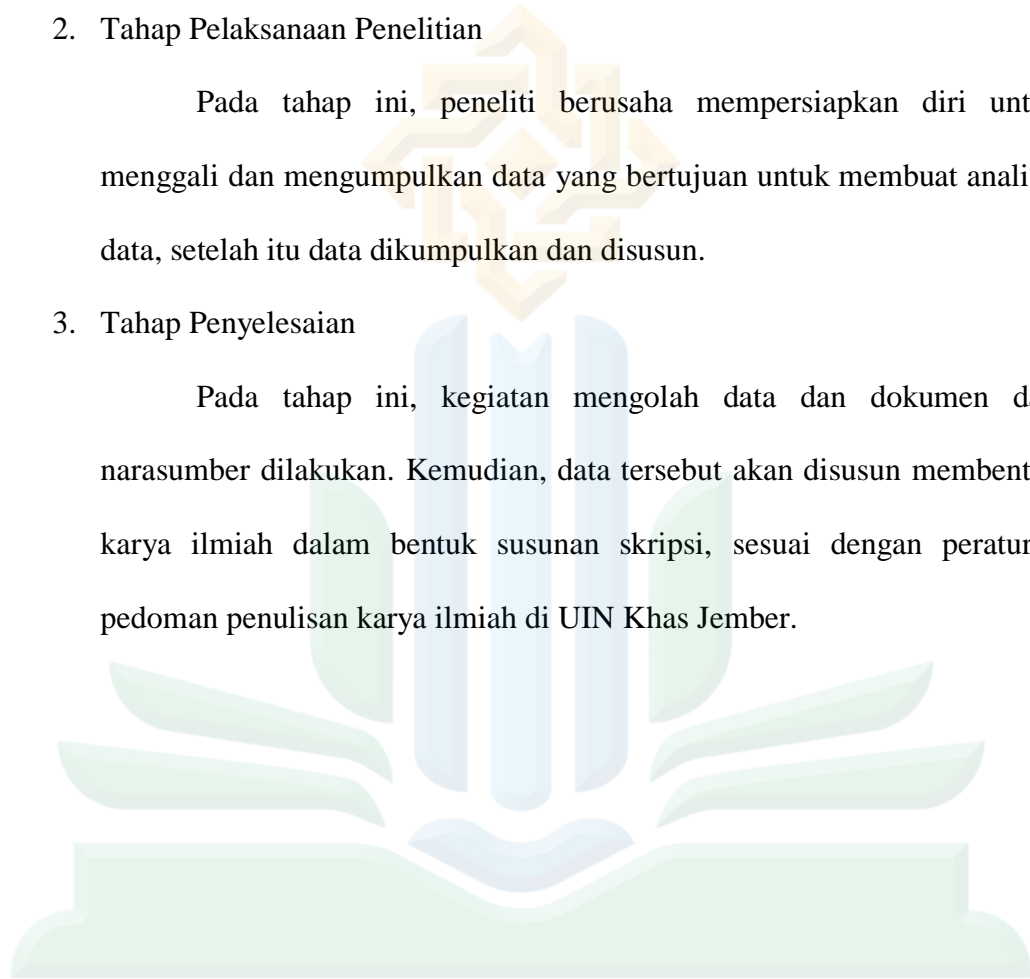 2. Tahap Pelaksanaan Penelitian
Pada tahap ini, peneliti berusaha mempersiapkan diri unt
menggali dan mengumpulkan data yang bertujuan untuk membuat anali
data, setelah itu data dikumpulkan dan disusun.
3. Tahap Penyelesaian
Pada tahap ini, kegiatan mengolah data dan dokumen d
narasumber dilakukan. Kemudian, data tersebut akan disusun membent
karya ilmiah dalam bentuk susunan skripsi, sesuai dengan peratur
pedoman penulisan karya ilmiah di UIN Khas Jember.